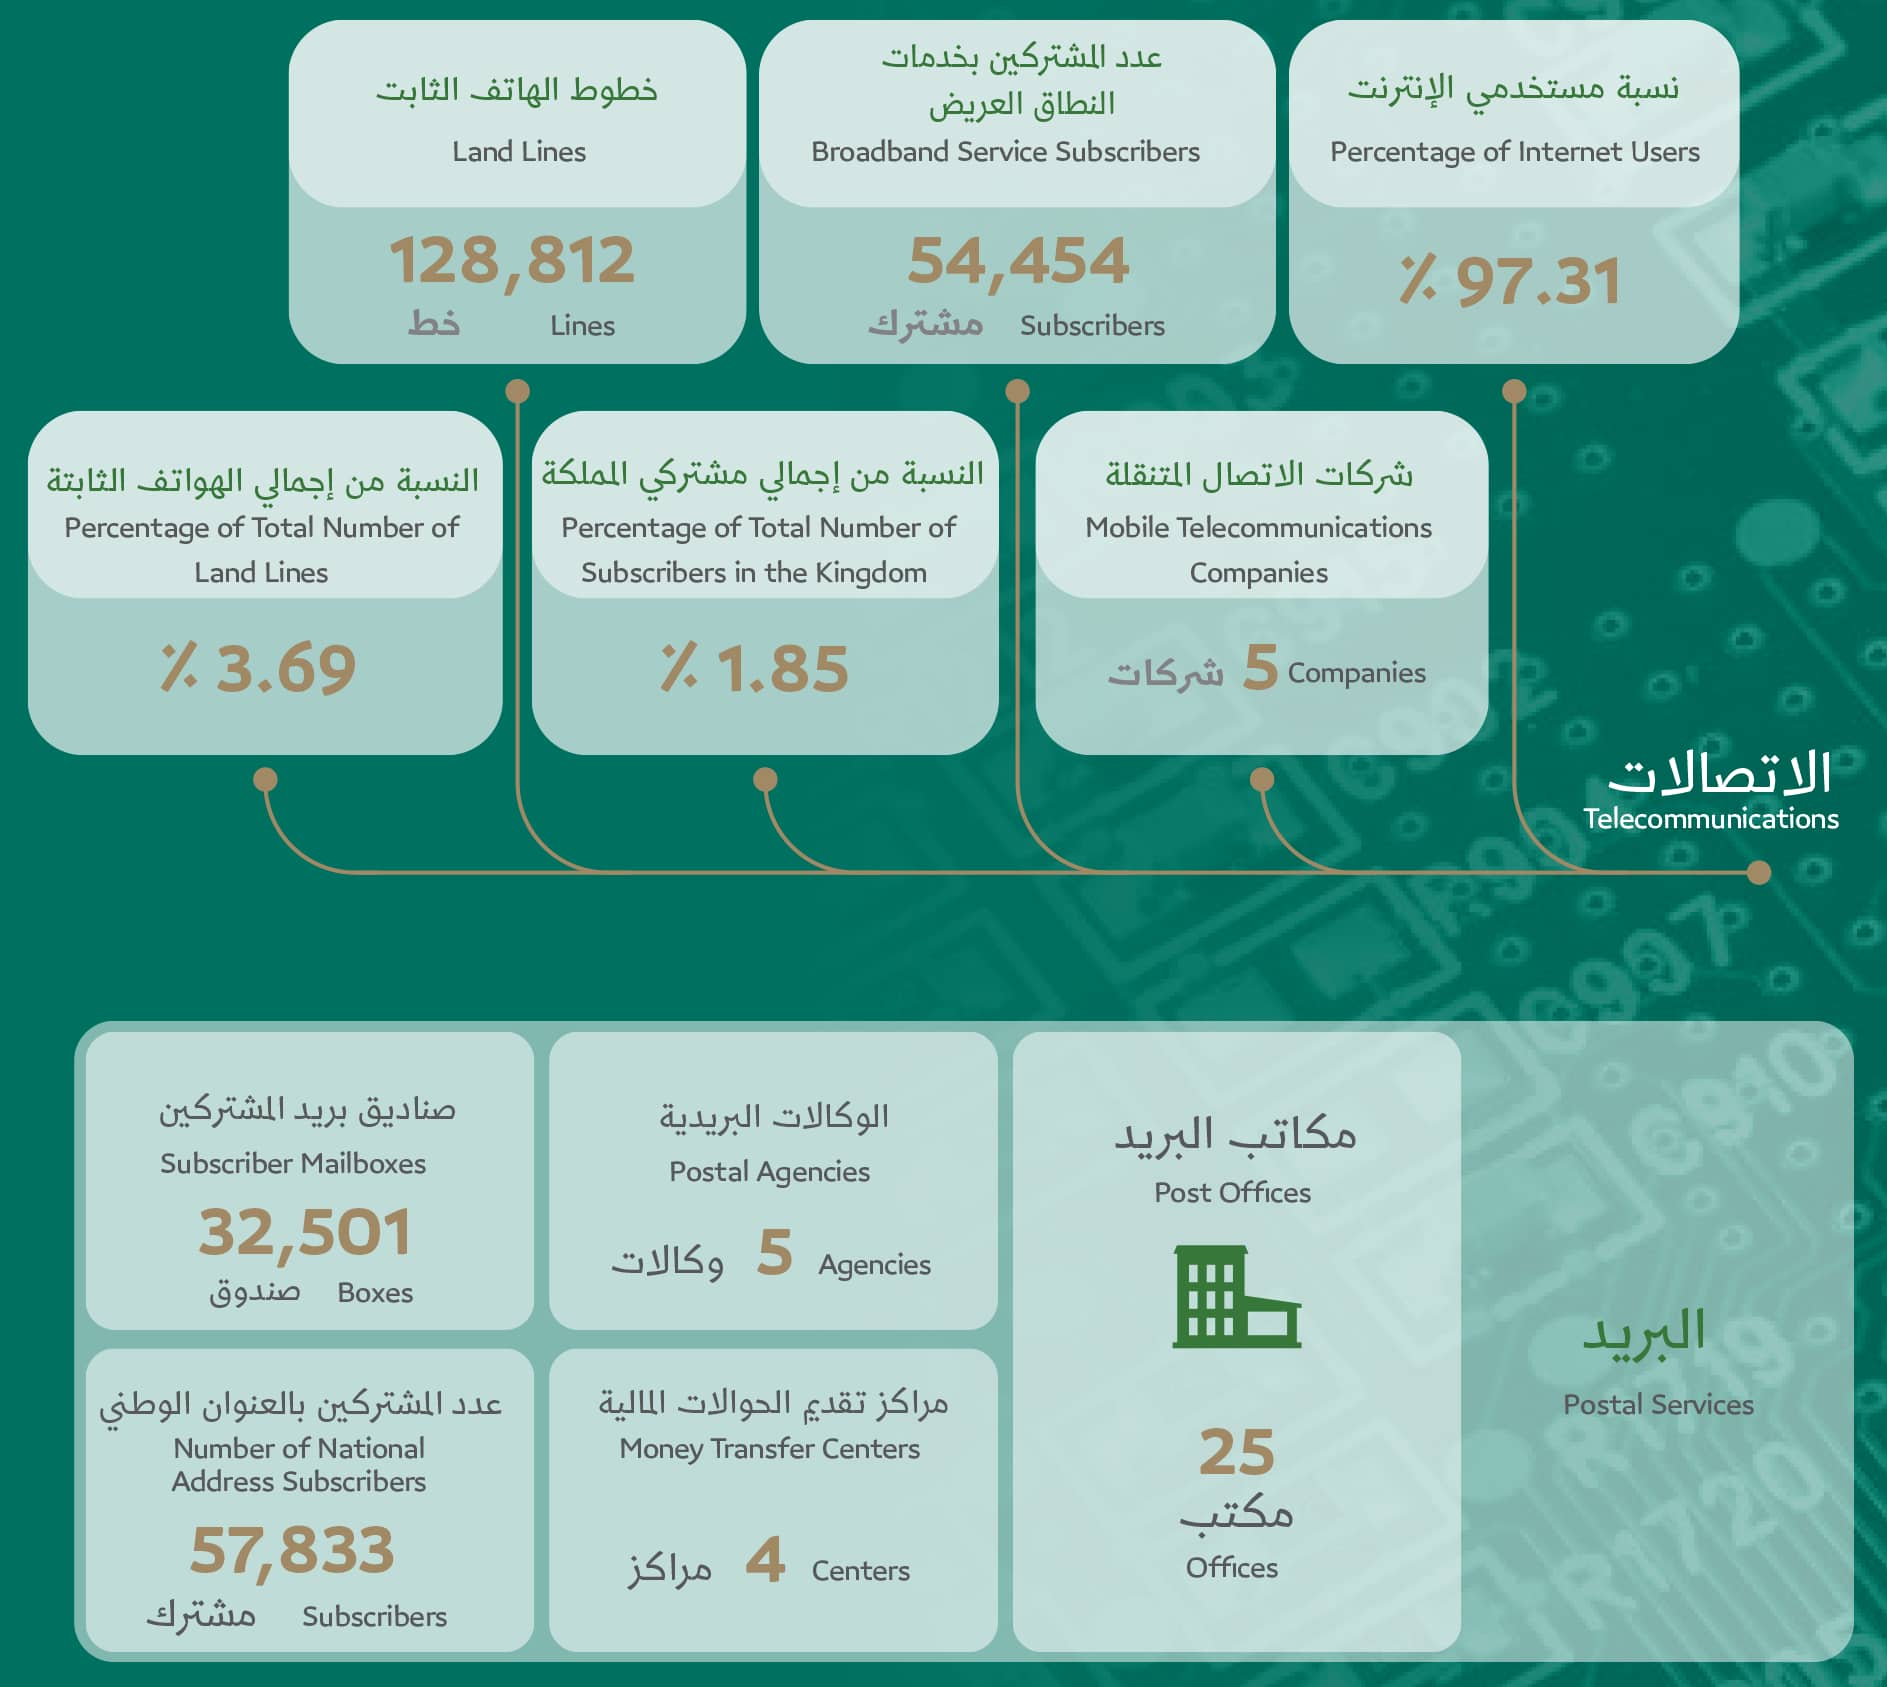 الاتصالات
Telecommunications
نسبة مستخدمي الإنترنت
Percentage of Internet Users
٪ 97.31
عدد المشتركين بخدمات
النطاق العريض
Broadband Service Subscribers
54,454
مشترك Subscribers
خطوط الهاتف الثابت
Land Lines
128,812
خط Lines
شركات الاتصال المتنقلة
Mobile Telecommunications
Companies
شركات 5 Companies
النسبة من إجمالي مشتركي المملكة
Percentage of Total Number of
Subscribers in the Kingdom
٪ 1.85
النسبة من إجمالي الهواتف الثابتة
Percentage of Total Number of
Land Lines
٪ 3.69
البريد
Postal Services
مكاتب البريد
Post Offices
25
مكتب
Offices
الوكالات البريدية
Postal Agencies
وكالات 5 Agencies
صناديق بريد المشتركين
Subscriber Mailboxes
32,501
صندوق Boxes
مراكز تقديم الحوالات المالية
Money Transfer Centers
مراكز 4 Centers
عدد المشتركين بالعنوان الوطني
Number of National
Address Subscribers
57,833
مشترك Subscribers
6997
6910
R1719
R1720